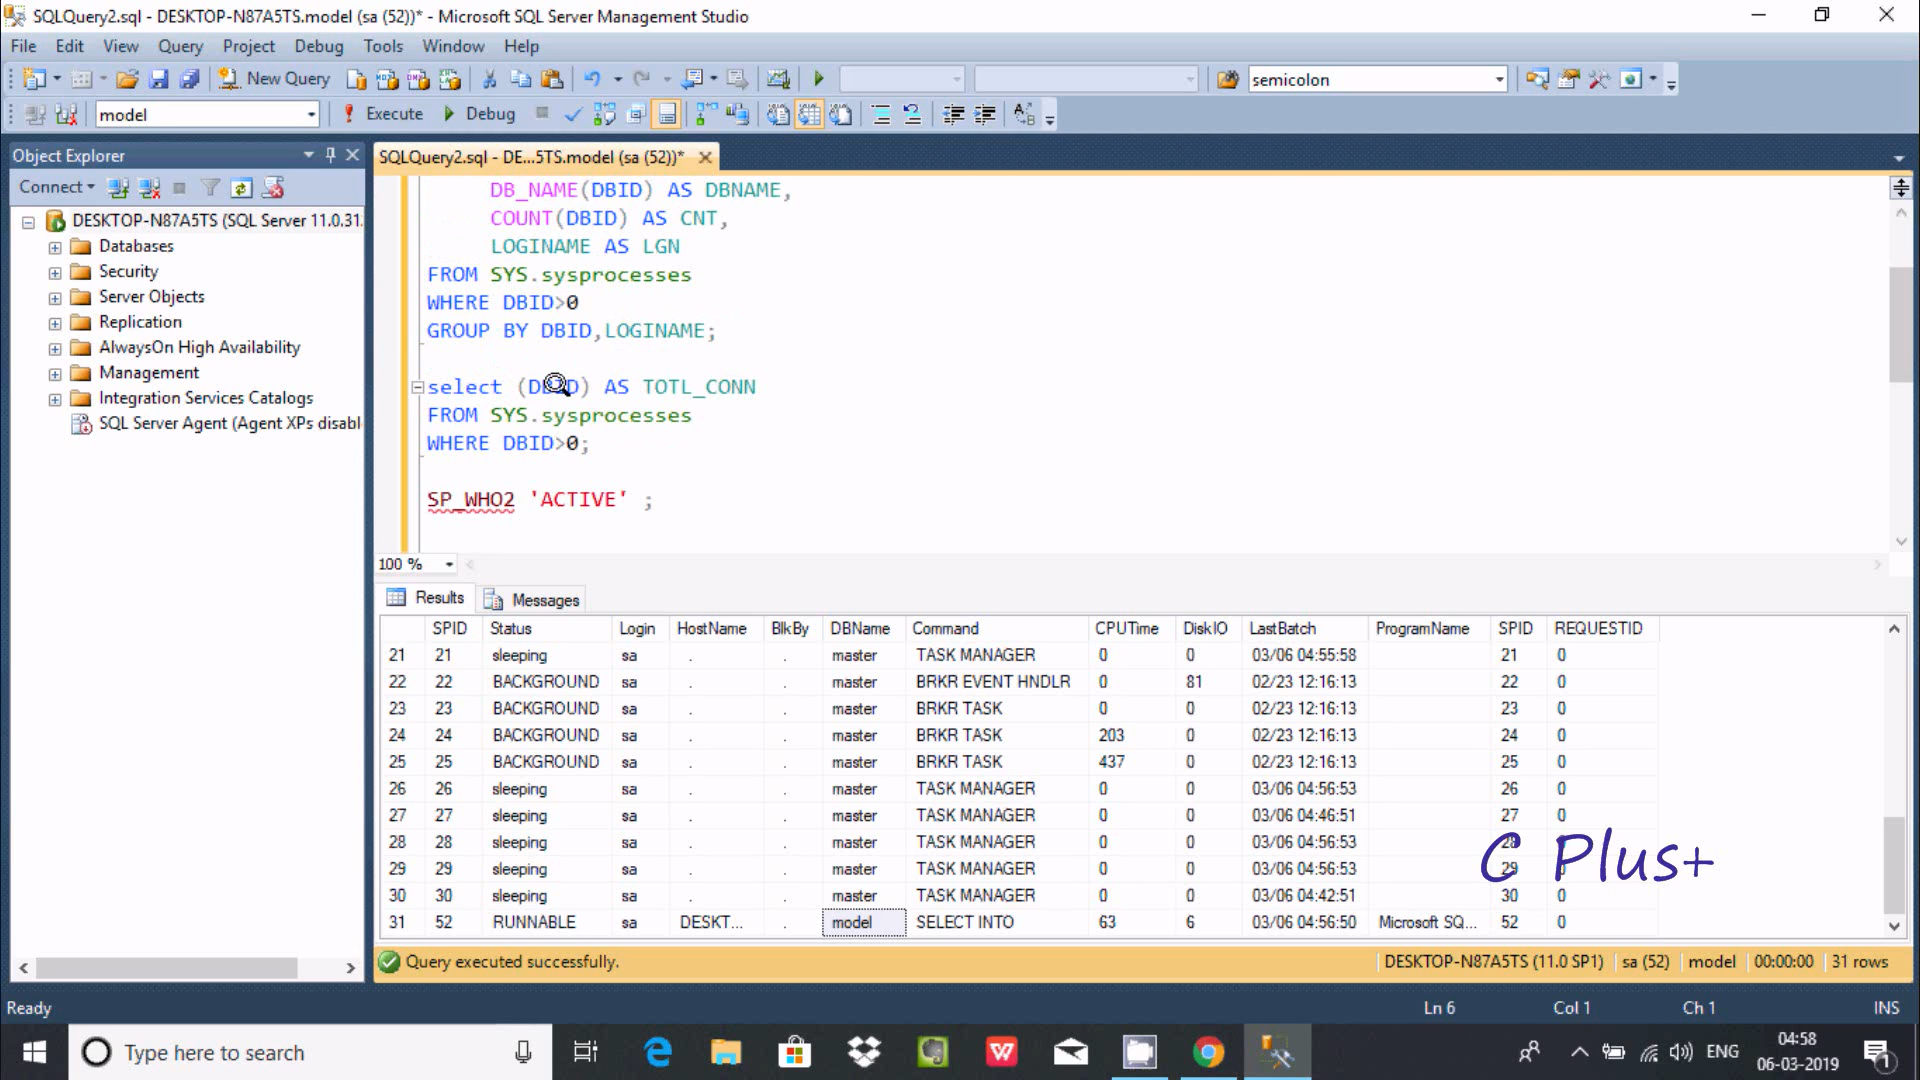 SQLQuery2.sql - DESKTOP-N87A5TS.model (sa (52))* - Microsoft SQL Server Management Studio
File Edit View Query Project Debug Tools Window Help
New Query semicolon
model Execute Debug
Object Explorer
SQLQuery2.sql - DE...5TS.model (sa (52))*
Connect
DESKTOP-N87A5TS (SQL Server 11.0.31
Databases
Security
Server Objects
Replication
AlwaysOn High Availability
Management
Integration Services Catalogs
SQL Server Agent (Agent XPs disabl
DB_NAME(DBID) AS DBNAME,
COUNT(DBID) AS CNT,
LOGINAME AS LGN
FROM SYS.sysprocesses
WHERE DBID>0
GROUP BY DBID,LOGINAME;
select (DBID) AS TOTL_CONN
FROM SYS.sysprocesses
WHERE DBID>0;
SP_WHO2 'ACTIVE' ;
100 %
Results Messages
SPID Status Login HostName BlkBy DBName Command CPUTime DiskIO LastBatch ProgramName SPID REQUESTID
21 21 sleeping sa . . master TASK MANAGER 0 0 03/06 04:55:58 21 0
22 22 BACKGROUND sa . . master BRKR EVENT HNDLR 0 81 02/23 12:16:13 22 0
23 23 BACKGROUND sa . . master BRKR TASK 0 0 02/23 12:16:13 23 0
24 24 BACKGROUND sa . . master BRKR TASK 203 0 02/23 12:16:13 24 0
25 25 BACKGROUND sa . . master BRKR TASK 437 0 02/23 12:16:13 25 0
26 26 sleeping sa . . master TASK MANAGER 0 0 03/06 04:56:53 26 0
27 27 sleeping sa . . master TASK MANAGER 0 0 03/06 04:46:51 27 0
28 28 sleeping sa . . master TASK MANAGER 0 0 03/06 04:56:53 28 0
29 29 sleeping sa . . master TASK MANAGER 0 0 03/06 04:56:53 29 0
30 30 sleeping sa . . master TASK MANAGER 0 0 03/06 04:42:51 30 0
31 52 RUNNABLE sa DESKT... . model SELECT INTO 63 6 03/06 04:56:50 Microsoft SQ... 52 0
C Plus+
Query executed successfully. DESKTOP-N87A5TS (11.0 SP1) sa (52) model 00:00:00 31 rows
Ready Ln 6 Col 1 Ch 1 INS
Type here to search ENG 04:58
06-03-2019 1